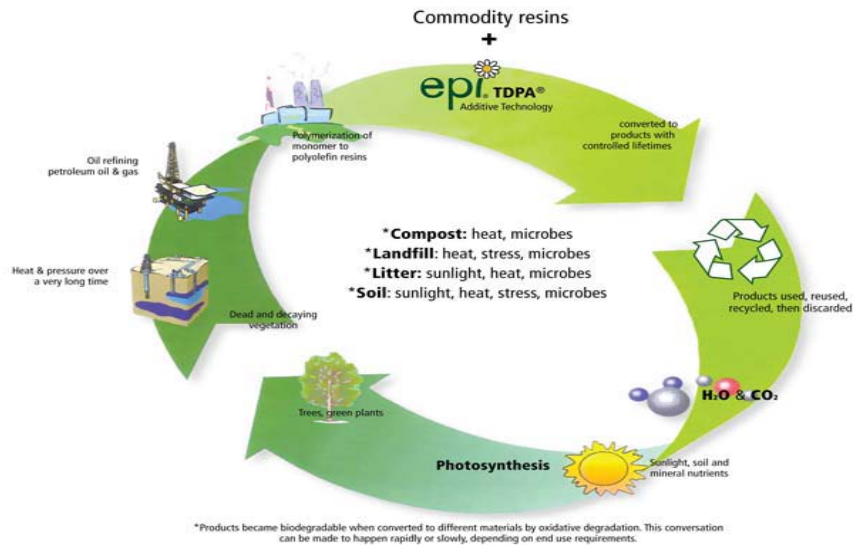 Commodity resins
+
epi® TDPA®
Additive Technology
converted to
products with
controlled lifetimes
Polymerization of
monomer to
polyolefin resins
Oil refining
petroleum oil & gas
Heat & pressure over
a very long time
Dead and decaying
vegetation
*Compost: heat, microbes
*Landfill: heat, stress, microbes
*Litter: sunlight, heat, microbes
*Soil: sunlight, heat, stress, microbes
Products used, reused,
recycled, then discarded
H₂O & CO₂
Trees, green plants
Photosynthesis
Sunlight, soil and
mineral nutrients
*Products became biodegradable when converted to different materials by oxidative degradation. This conversation
can be made to happen rapidly or slowly, depending on end use requirements.